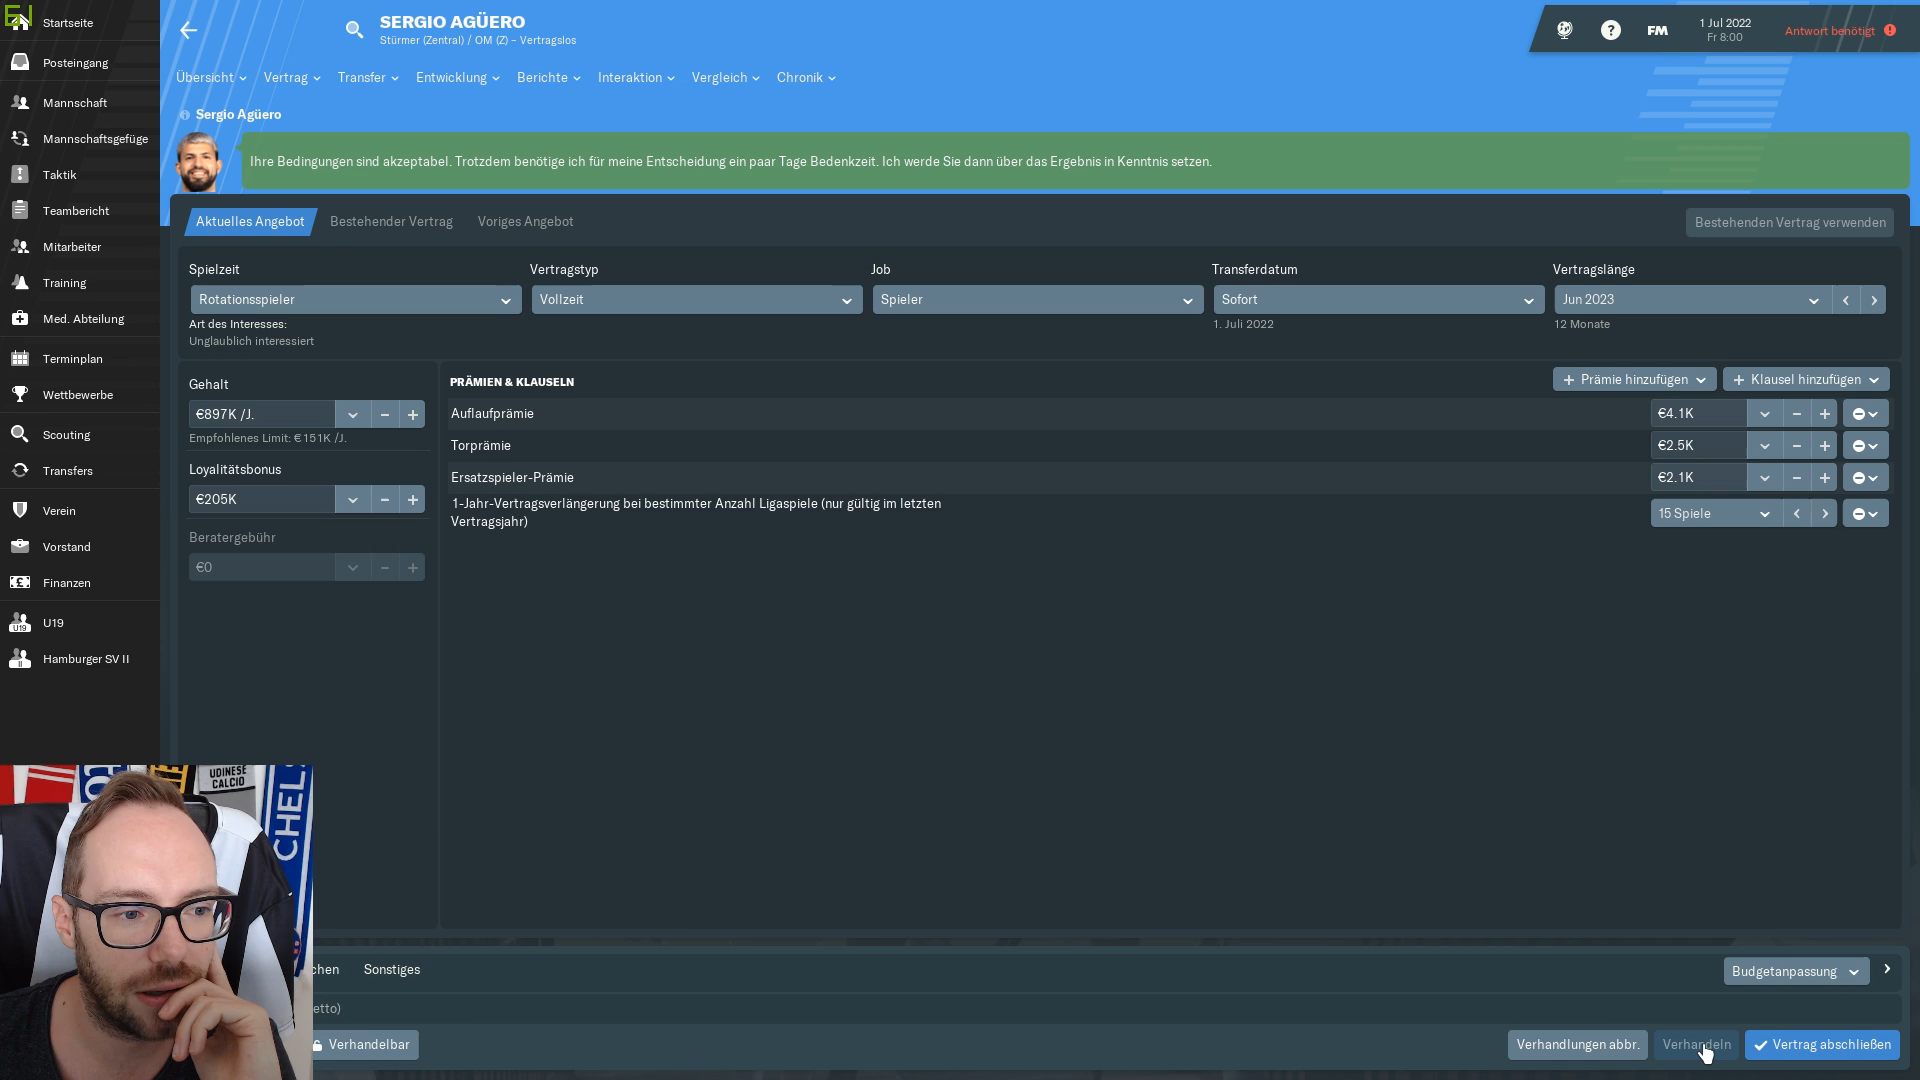 EJ
Startseite
Posteingang
Mannschaft
Mannschaftsgefüge
Taktik
Teambericht
Mitarbeiter
Training
Med. Abteilung
Terminplan
Wettbewerbe
Scouting
Transfers
Verein
Vorstand
Finanzen
U19
U19
Hamburger SV II
II
SERGIO AGÜERO
Stürmer (Zentral) / OM (Z) – Vertragslos
?
FM
1 Jul 2022
Fr 8:00
Antwort benötigt
Übersicht
Vertrag
Transfer
Entwicklung
Berichte
Interaktion
Vergleich
Chronik
Sergio Agüero
Ihre Bedingungen sind akzeptabel. Trotzdem benötige ich für meine Entscheidung ein paar Tage Bedenkzeit. Ich werde Sie dann über das Ergebnis in Kenntnis setzen.
Aktuelles Angebot
Bestehender Vertrag
Voriges Angebot
Bestehenden Vertrag verwenden
Spielzeit
Vertragstyp
Job
Transferdatum
Vertragslänge
Rotationsspieler
Vollzeit
Spieler
Sofort
Jun 2023
Art des Interesses:
Unglaublich interessiert
1. Juli 2022
12 Monate
Gehalt
€897K /J.
Empfohlenes Limit: €151K /J.
Loyalitätsbonus
€205K
Beratergebühr
€0
PRÄMIEN & KLAUSELN
Prämie hinzufügen
Klausel hinzufügen
Auflaufprämie
€4.1K
Torprämie
€2.5K
Ersatzspieler-Prämie
€2.1K
1-Jahr-Vertragsverlängerung bei bestimmter Anzahl Ligaspiele (nur gültig im letzten
Vertragsjahr)
15 Spiele
UDINESE
CALCIO
CHEL
chen
Sonstiges
Budgetanpassung
etto)
Verhandelbar
Verhandlungen abbr.
Verhandeln
Vertrag abschließen